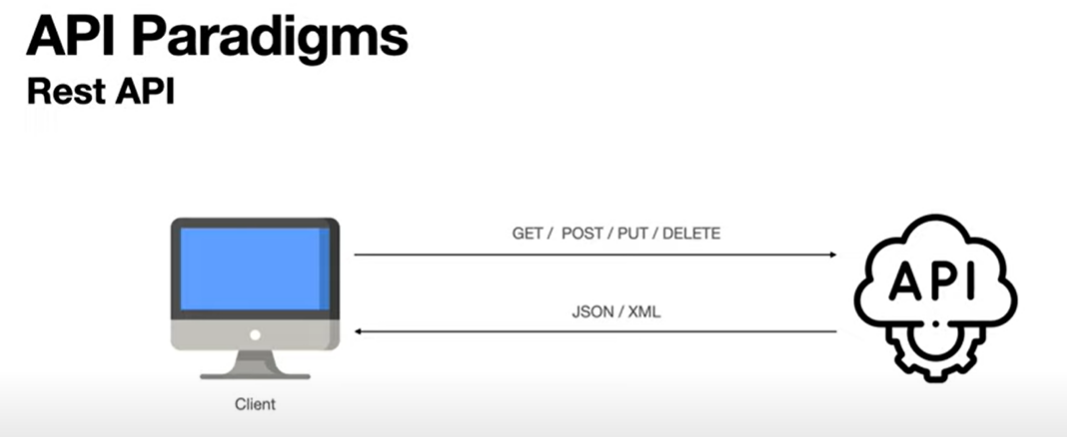 API Paradigms
Rest API
GET / POST / PUT / DELETE
API
JSON / XML
Client